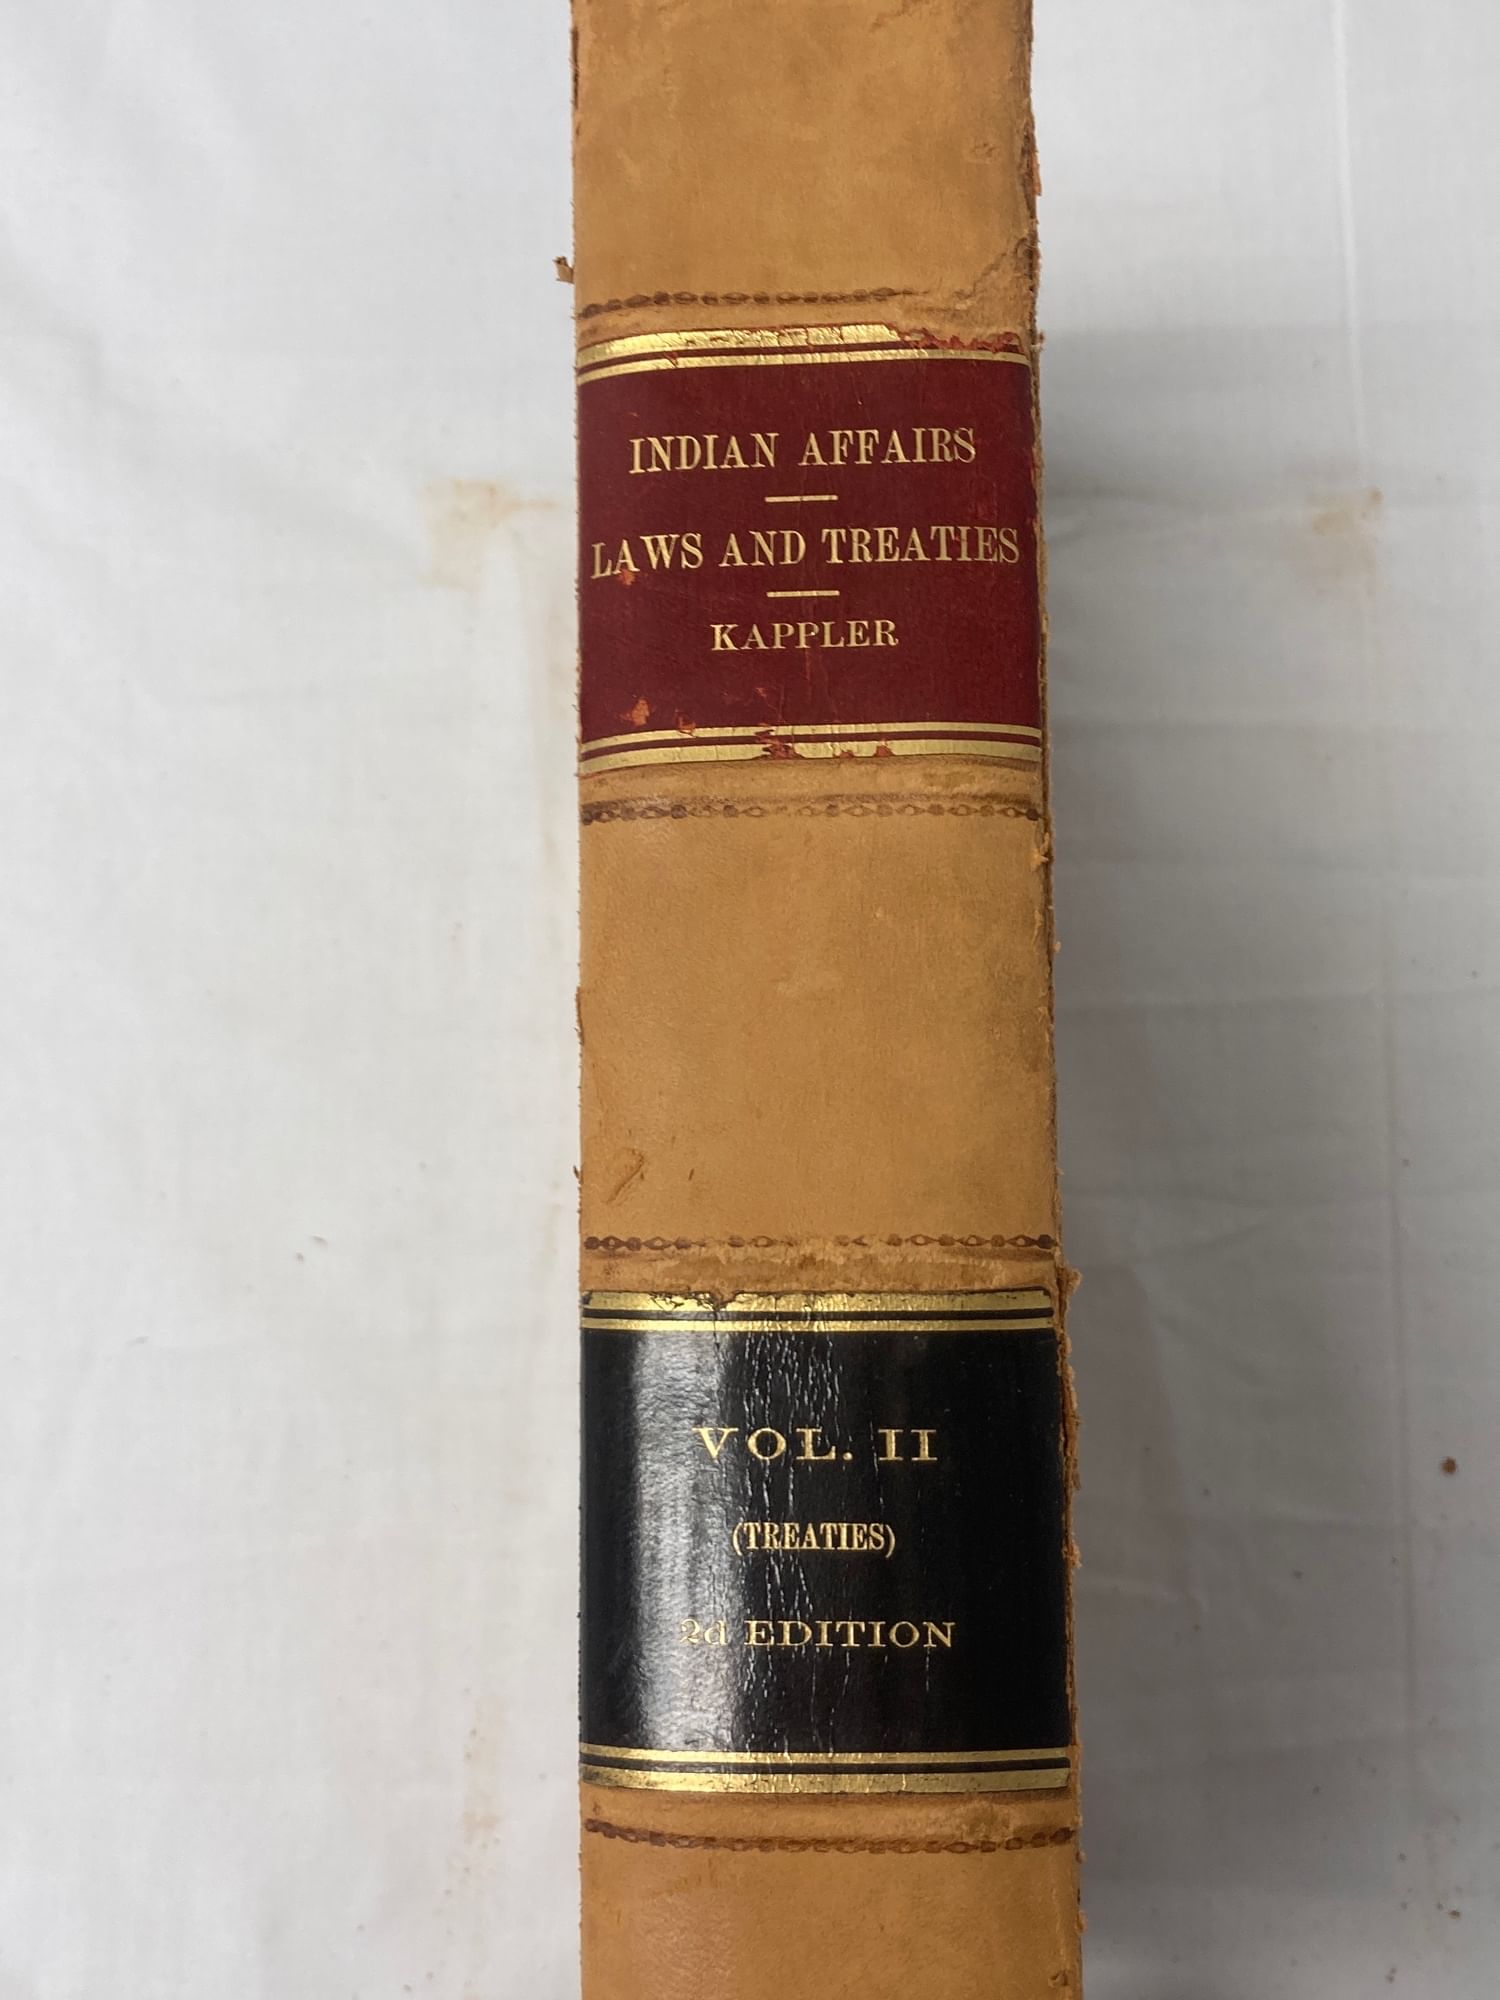 INDIAN AFFAIRS
LAWS AND TREATIES
KAPPLER
VOL. II
(TREATIES)
2d EDITION